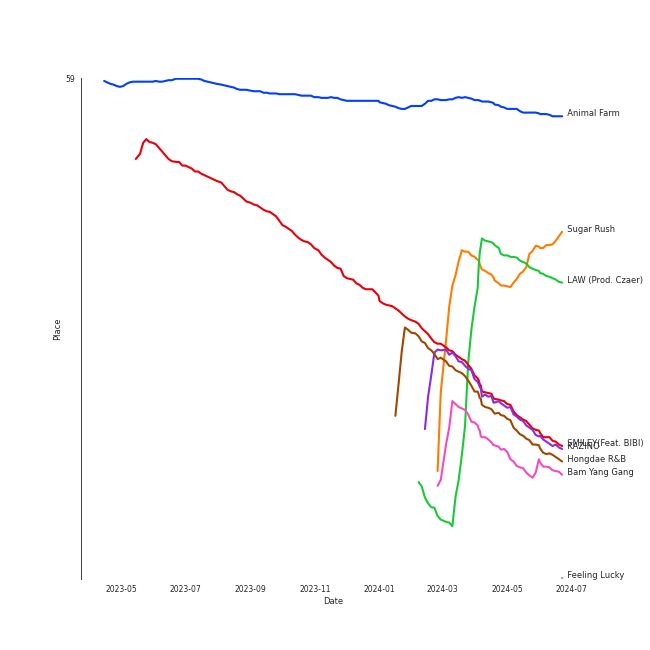 59
Animal Farm
Sugar Rush
LAW (Prod. Czaer)
Place
SMILEY(Feat. BIBI)
KAZINO
Hongdae R&B
Bam Yang Gang
Feeling Lucky
2023-05 2023-07 2023-09 2023-11 2024-01 2024-03 2024-05 2024-07
Date